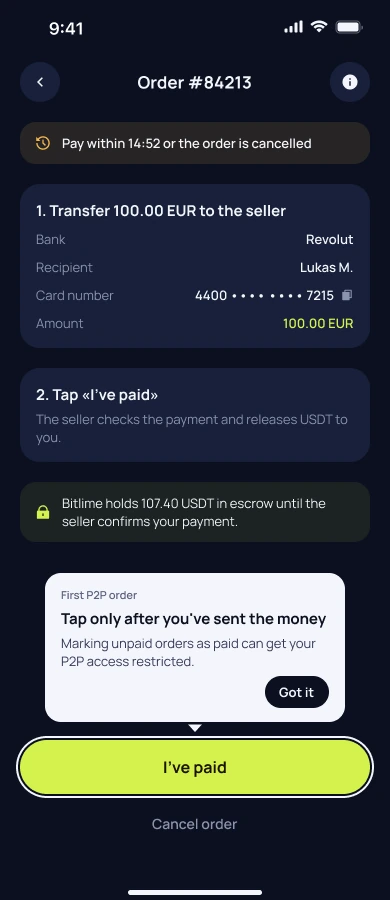 9:41
Order #84213
Pay within 14:52 or the order is cancelled
1. Transfer 100.00 EUR to the seller
Bank Revolut
Recipient Lukas M.
Card number 4400 •••• •••• 7215
Amount 100.00 EUR
2. Tap «I've paid»
The seller checks the payment and releases USDT to
you.
Bitlime holds 107.40 USDT in escrow until the
seller confirms your payment.
First P2P order
Tap only after you've sent the money
Marking unpaid orders as paid can get your
P2P access restricted.
Got it
I've paid
Cancel order